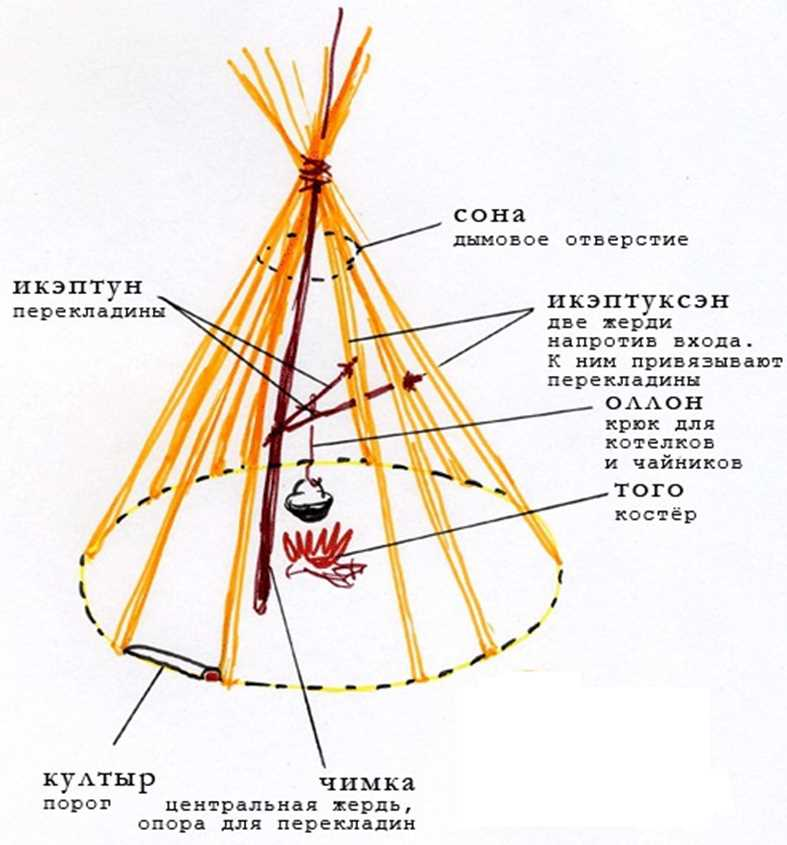 сона
дымовое отверстие
икэптун
перекладины
икэптуксэн
две жерди
напротив входа.
К ним привязывают
перекладины
оллон
крюк для
котелков
и чайников
того
костёр
култыр
порог
чимка
центральная жердь,
опора для перекладин